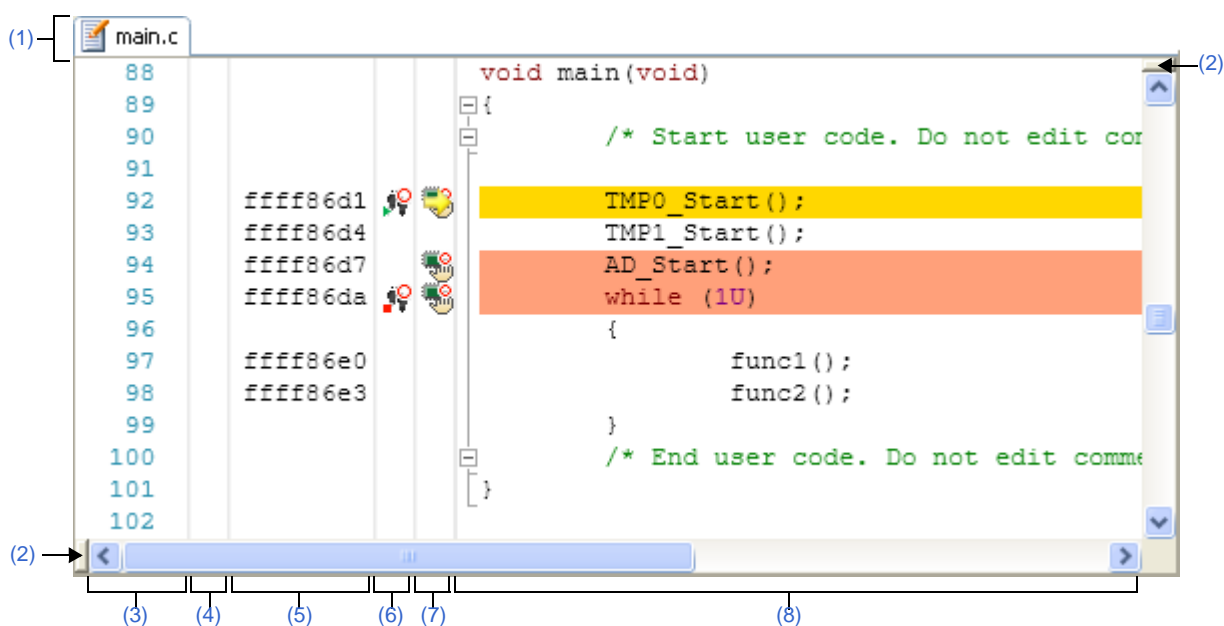 (1) main.c
88 void main(void) (2)
89 {
90 /* Start user code. Do not edit com
91
92 ffff86d1 TMP0_Start();
93 ffff86d4 TMP1_Start();
94 ffff86d7 AD_Start();
95 ffff86da while (1U)
96 {
97 ffff86e0 func1();
98 ffff86e3 func2();
99 }
100 /* End user code. Do not edit comme
101 }
102
(2)
(3) (4) (5) (6) (7) (8)